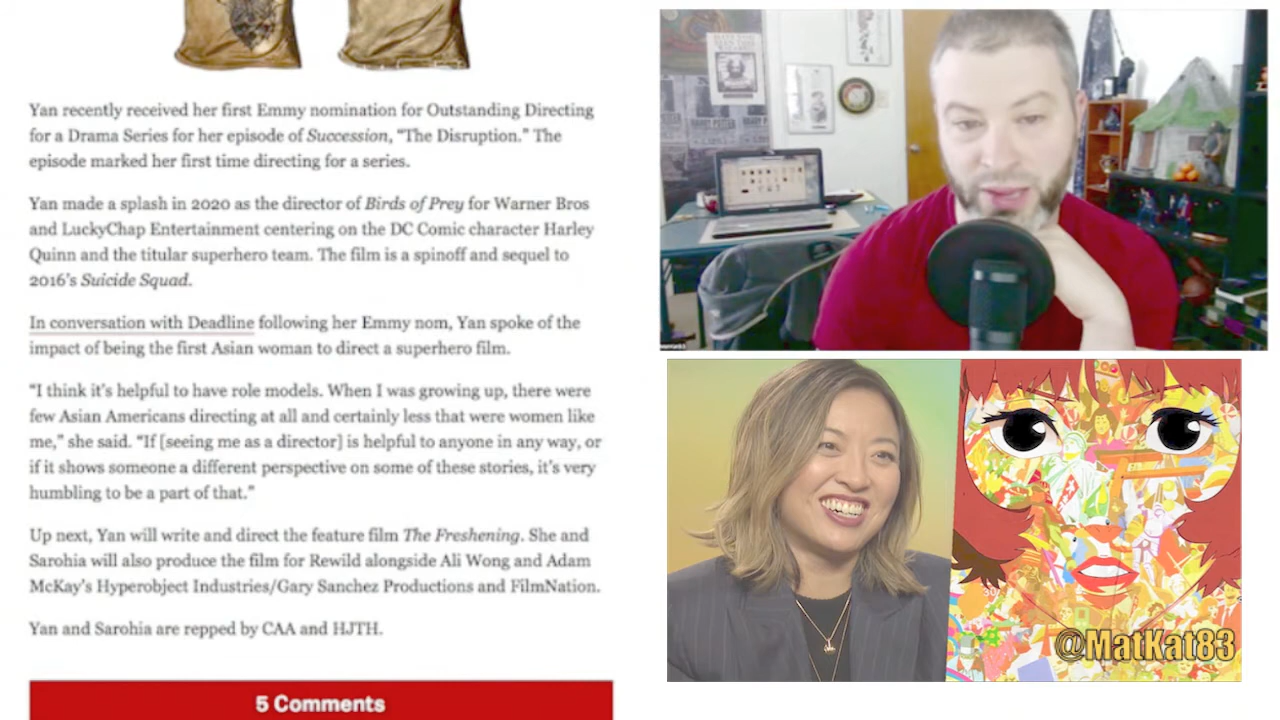 Yan recently received her first Emmy nomination for Outstanding Directing
for a Drama Series for her episode of Succession, “The Disruption.” The
episode marked her first time directing for a series.
Yan made a splash in 2020 as the director of Birds of Prey for Warner Bros
and LuckyChap Entertainment centering on the DC Comic character Harley
Quinn and the titular superhero team. The film is a spinoff and sequel to
2016’s Suicide Squad.
In conversation with Deadline following her Emmy nom, Yan spoke of the
impact of being the first Asian woman to direct a superhero film.
“I think it’s helpful to have role models. When I was growing up, there were
few Asian Americans directing at all and certainly less that were women like
me,” she said. “If [seeing me as a director] is helpful to anyone in any way, or
if it shows someone a different perspective on some of these stories, it’s very
humbling to be a part of that.”
Up next, Yan will write and direct the feature film The Freshening. She and
Sarohia will also produce the film for Rewild alongside Ali Wong and Adam
McKay’s Hyperobject Industries/Gary Sanchez Productions and FilmNation.
Yan and Sarohia are repped by CAA and HJTH.
5 Comments
@MatKat83